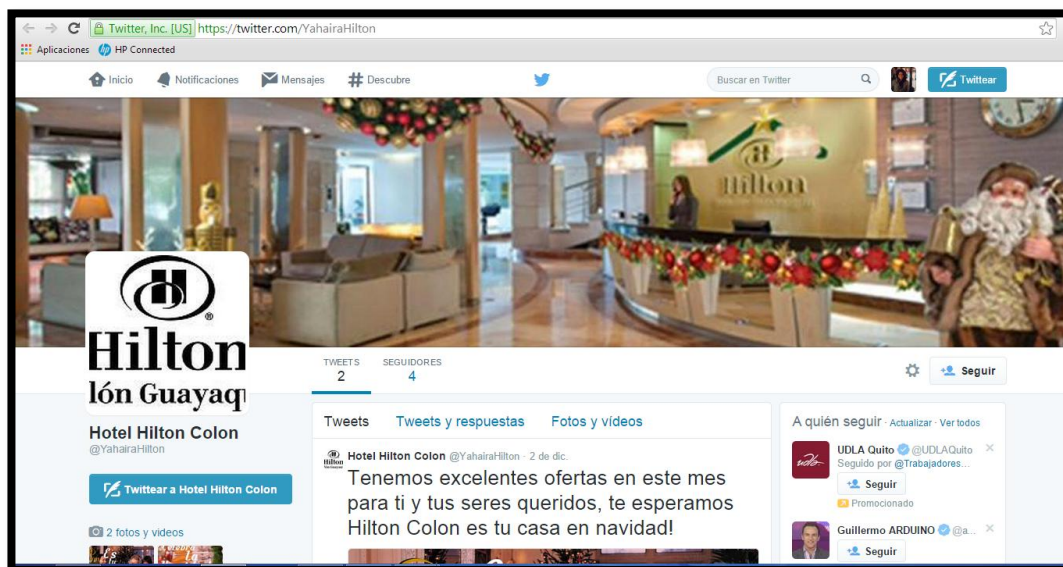 Twitter, Inc. [US] https://twitter.com/YahairaHilton
Aplicaciones HP Connected
Inicio Notificaciones Mensajes Descubre Buscar en Twitter Twittear
Hilton
Hilton
lón Guayaq
Hotel Hilton Colon
@YahairaHilton
Twittear a Hotel Hilton Colon
2 fotos y videos
TWEETS SEGUIDORES
2 4
Seguir
Tweets Tweets y respuestas Fotos y vídeos
Hotel Hilton Colon @YahairaHilton · 2 de dic.
Tenemos excelentes ofertas en este mes
para ti y tus seres queridos, te esperamos
Hilton Colon es tu casa en navidad!
A quién seguir · Actualizar · Ver todos
udla
UDLA Quito @UDLAQuito
Seguido por @Trabajadores...
Seguir
Promocionado
Guillermo ARDUINO @a...
Seguir